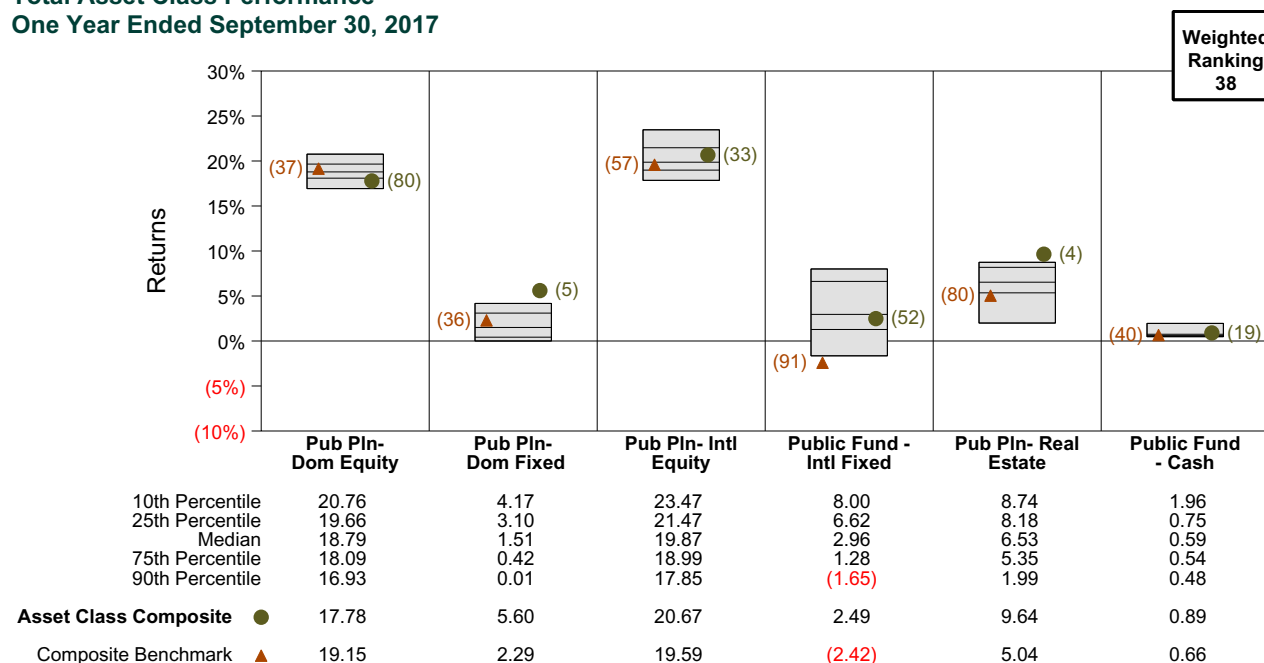 Total Asset Class Performance
One Year Ended September 30, 2017
Weighted
Ranking
38
30%
25%
20%
15%
10%
5%
0%
(5%)
(10%)
Returns
(37) (80)
(36) (5)
(57) (33)
(91) (52)
(80) (4)
(40) (19)
Pub Pln- Pub Pln- Pub Pln- Intl Public Fund - Pub Pln- Real Public Fund
Dom Equity Dom Fixed Equity Intl Fixed Estate - Cash
10th Percentile 20.76 4.17 23.47 8.00 8.74 1.96
25th Percentile 19.66 3.10 21.47 6.62 8.18 0.75
Median 18.79 1.51 19.87 2.96 6.53 0.59
75th Percentile 18.09 0.42 18.99 1.28 5.35 0.54
90th Percentile 16.93 0.01 17.85 (1.65) 1.99 0.48
Asset Class Composite 17.78 5.60 20.67 2.49 9.64 0.89
Composite Benchmark 19.15 2.29 19.59 (2.42) 5.04 0.66